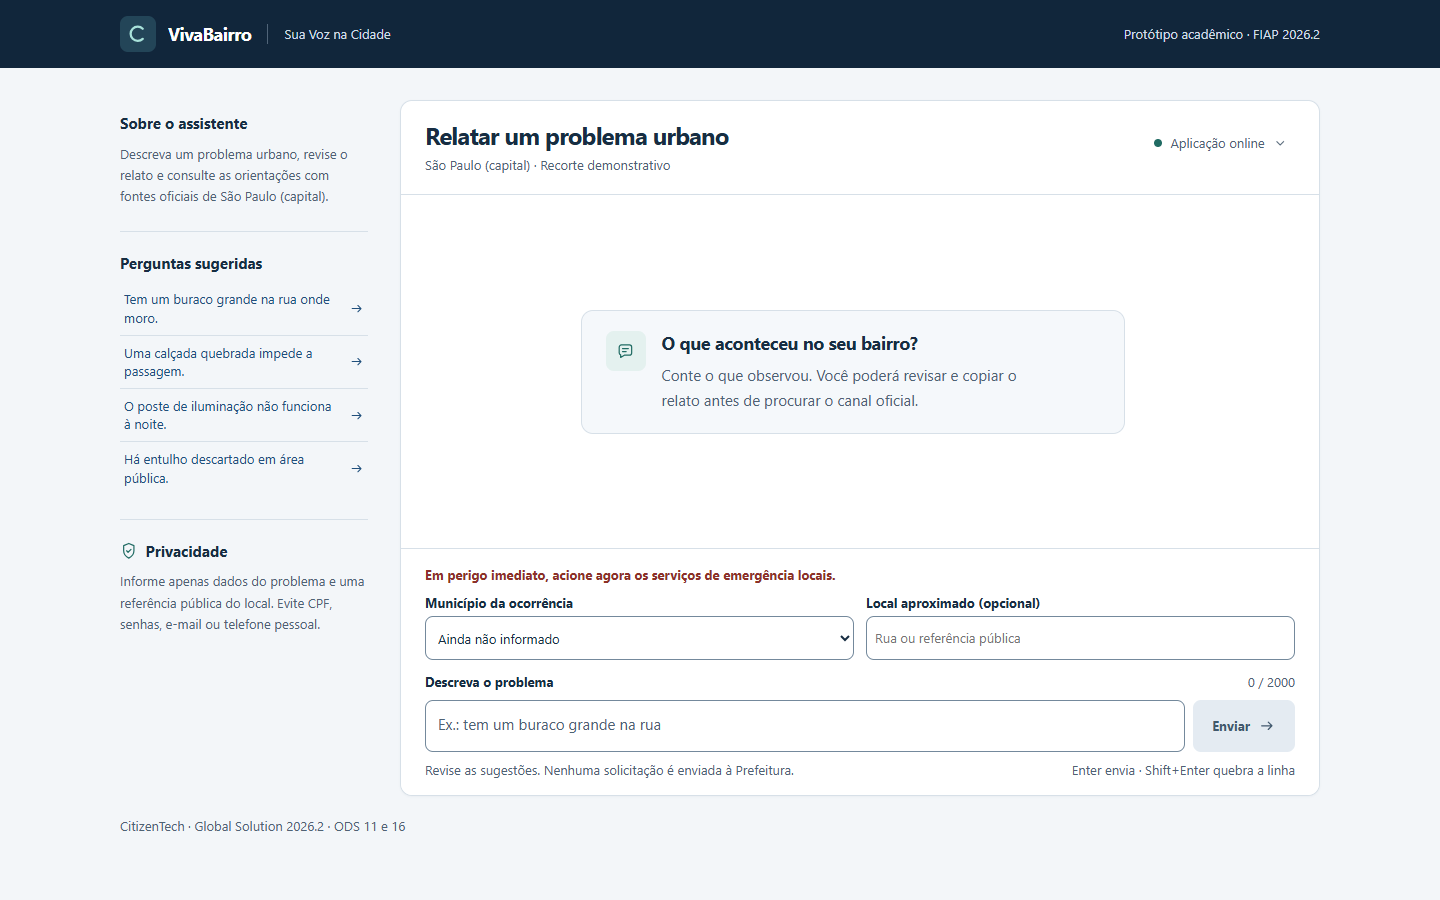 C VivaBairro Sua Voz na Cidade
Protótipo acadêmico · FIAP 2026.2
Sobre o assistente
Descreva um problema urbano, revise o
relato e consulte as orientações com
fontes oficiais de São Paulo (capital).
Perguntas sugeridas
Tem um buraco grande na rua onde
moro.
Uma calçada quebrada impede a
passagem.
O poste de iluminação não funciona
à noite.
Há entulho descartado em área
pública.
Privacidade
Informe apenas dados do problema e uma
referência pública do local. Evite CPF,
senhas, e-mail ou telefone pessoal.
Relatar um problema urbano
São Paulo (capital) · Recorte demonstrativo
Aplicação online
O que aconteceu no seu bairro?
Conte o que observou. Você poderá revisar e copiar o
relato antes de procurar o canal oficial.
Em perigo imediato, acione agora os serviços de emergência locais.
Município da ocorrência
Ainda não informado
Local aproximado (opcional)
Rua ou referência pública
Descreva o problema
0 / 2000
Ex.: tem um buraco grande na rua
Enviar
Revise as sugestões. Nenhuma solicitação é enviada à Prefeitura.
Enter envia · Shift+Enter quebra a linha
CitizenTech · Global Solution 2026.2 · ODS 11 e 16